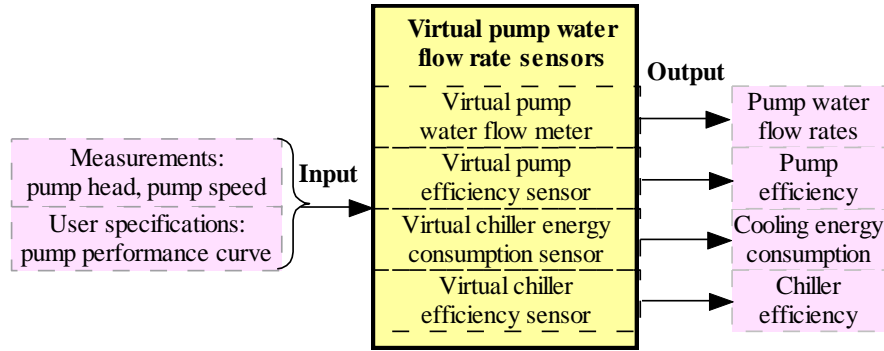 Virtual pump water
flow rate sensors
Output
Virtual pump
water flow meter
Pump water
flow rates
Measurements:
pump head, pump speed
Input
Virtual pump
efficiency sensor
Pump
efficiency
User specifications:
pump performance curve
Virtual chiller energy
consumption sensor
Cooling energy
consumption
Virtual chiller
efficiency sensor
Chiller
efficiency